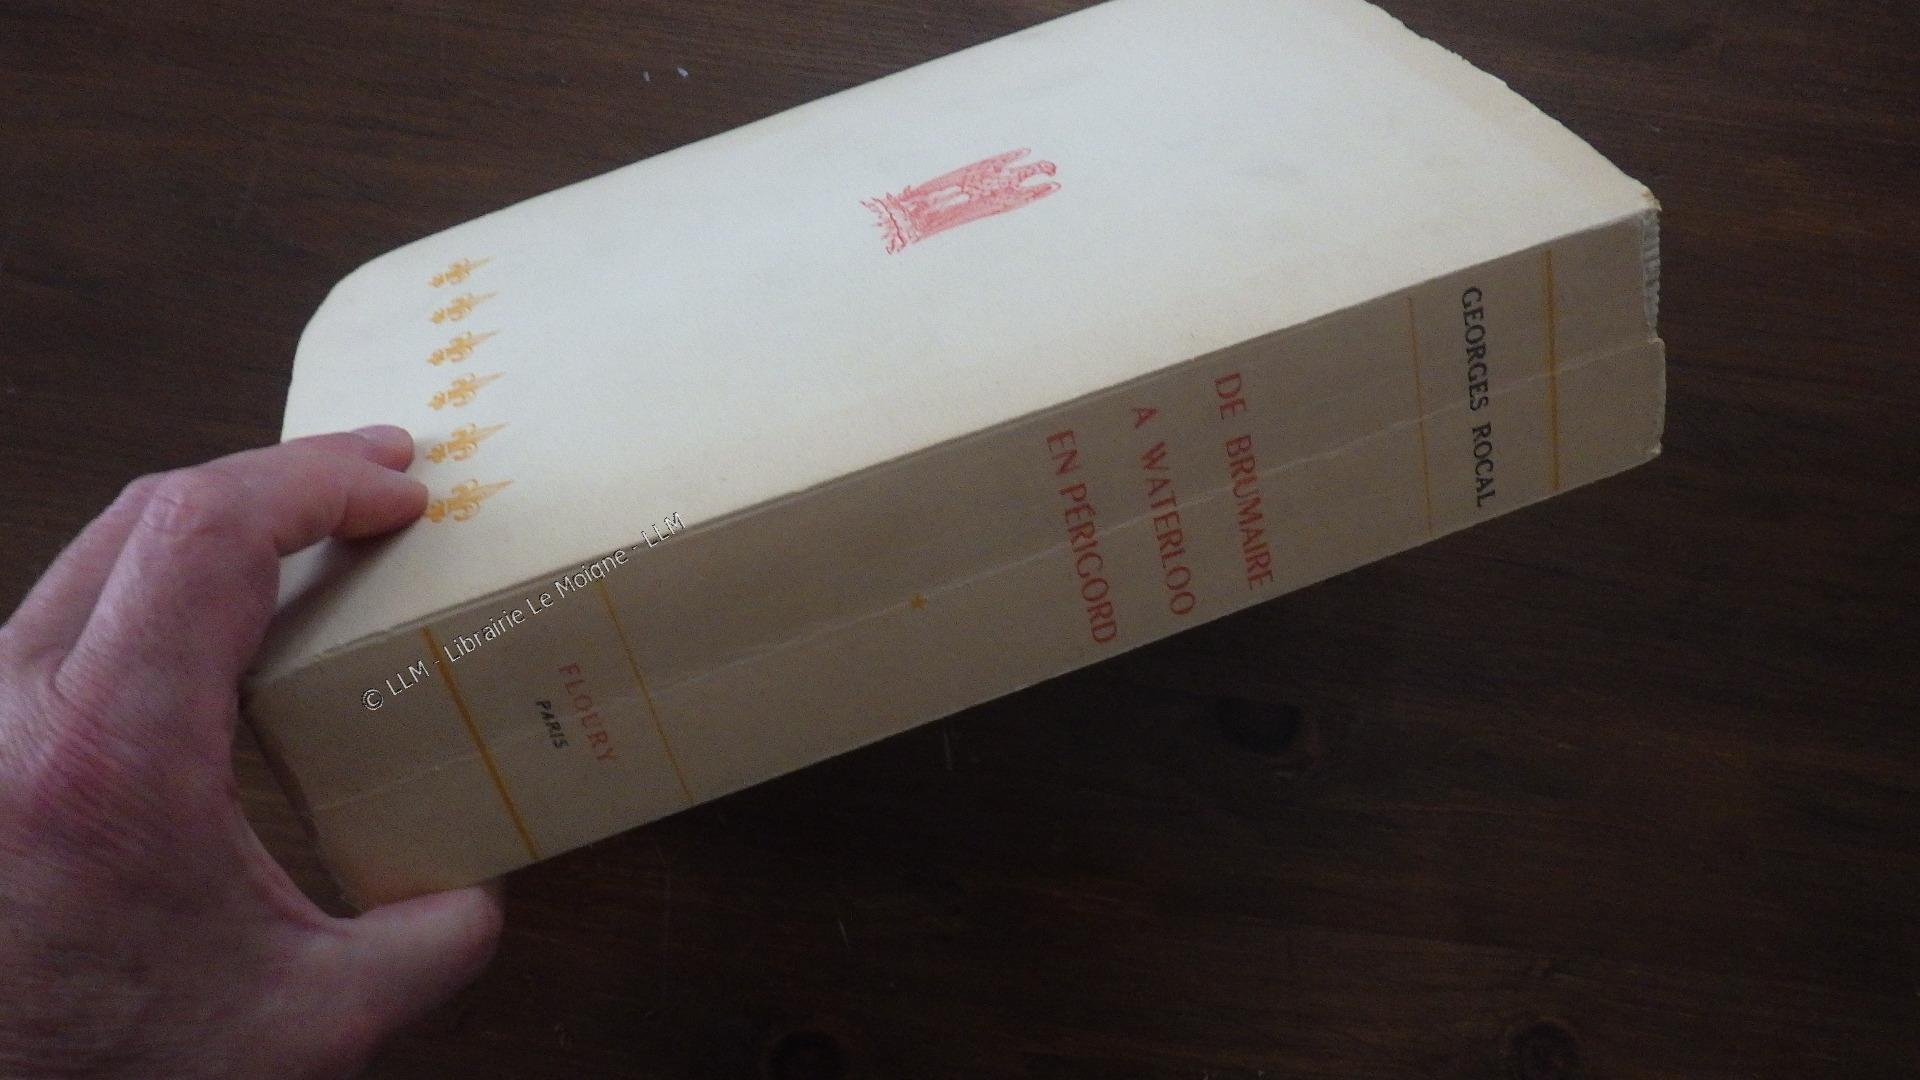 GEORGES ROCAL
DE BRUMAIRE
A WATERLOO
EN PÉRIGORD
FLOURY
PARIS
© LLM - Librairie Le Moigne - LLM